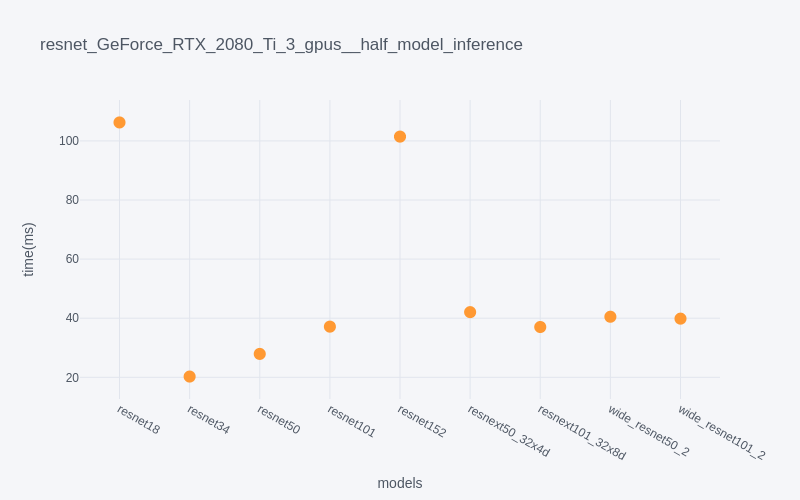 resnet_GeForce_RTX_2080_Ti_3_gpus__half_model_inference
time(ms)
100
80
60
40
20
resnet18
resnet34
resnet50
resnet101
resnet152
resnext50_32x4d
resnext101_32x8d
wide_resnet50_2
wide_resnet101_2
models